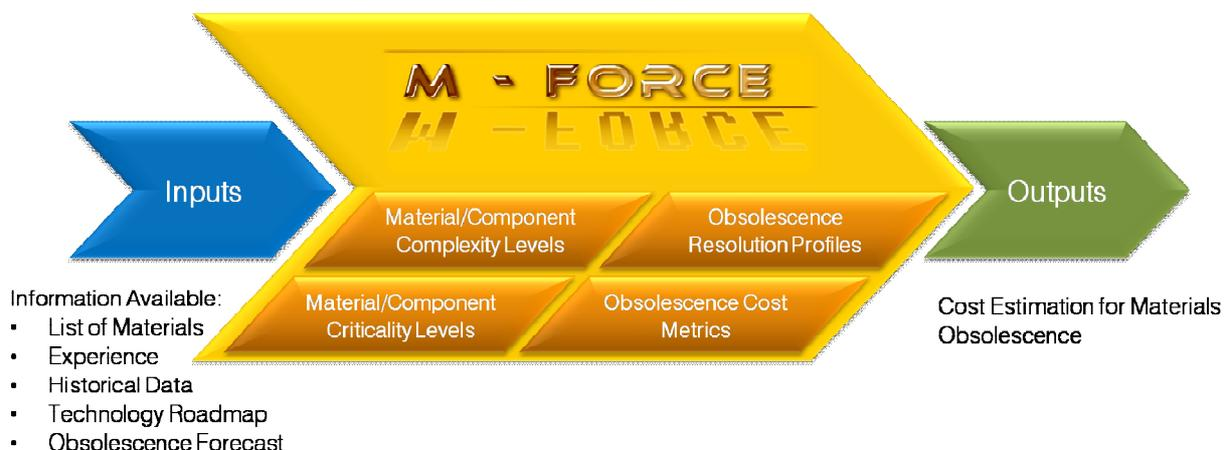 M - FORCE
Inputs
Outputs
Material/Component
Complexity Levels
Obsolescence
Resolution Profiles
Material/Component
Criticality Levels
Obsolescence Cost
Metrics
Information Available:
▪ List of Materials
▪ Experience
▪ Historical Data
▪ Technology Roadmap
▪ Obsolescence Forecast
Cost Estimation for Materials
Obsolescence